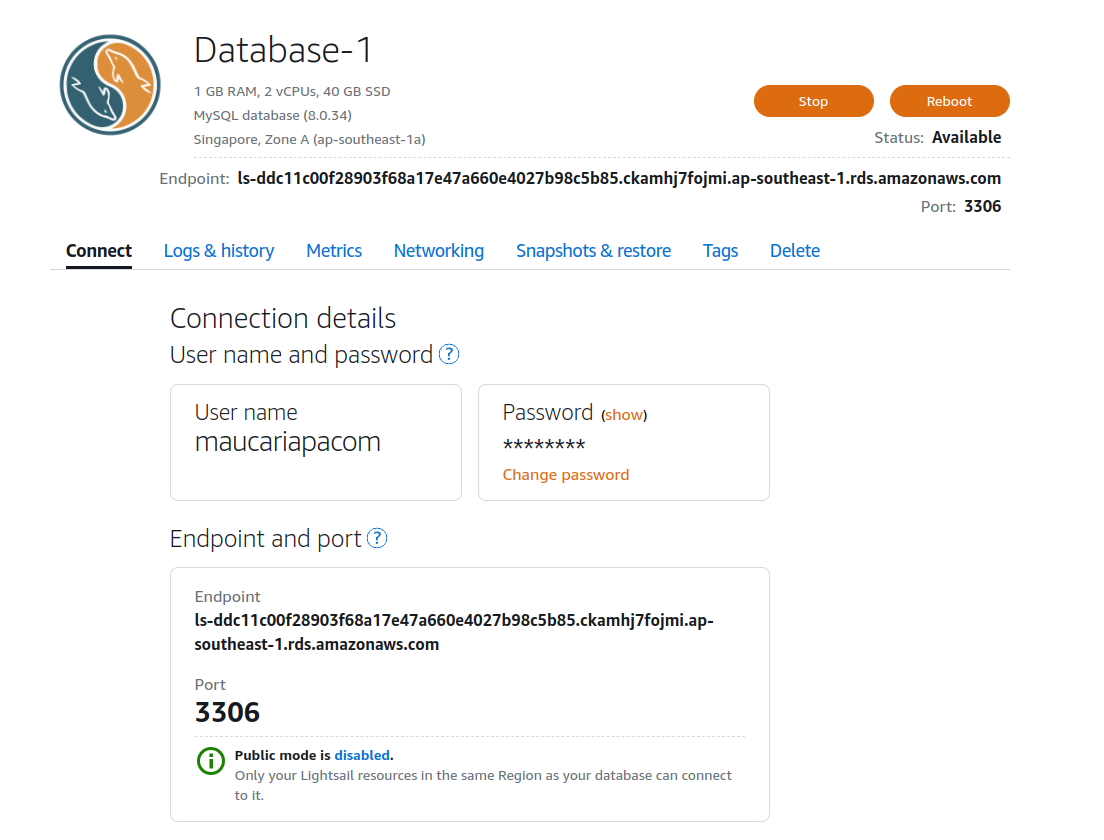 Database-1
1 GB RAM, 2 vCPUs, 40 GB SSD
MySQL database (8.0.34)
Singapore, Zone A (ap-southeast-1a)
Stop
Reboot
Status: Available
Endpoint: ls-ddc11c00f28903f68a17e47a660e4027b98c5b85.ckamhj7fojmi.ap-southeast-1.rds.amazonaws.com
Port: 3306
Connect Logs & history Metrics Networking Snapshots & restore Tags Delete
Connection details
User name and password ?
User name
maucariapacom
Password (show)
********
Change password
Endpoint and port ?
Endpoint
ls-ddc11c00f28903f68a17e47a660e4027b98c5b85.ckamhj7fojmi.ap-
southeast-1.rds.amazonaws.com
Port
3306
Public mode is disabled.
Only your Lightsail resources in the same Region as your database can connect
to it.